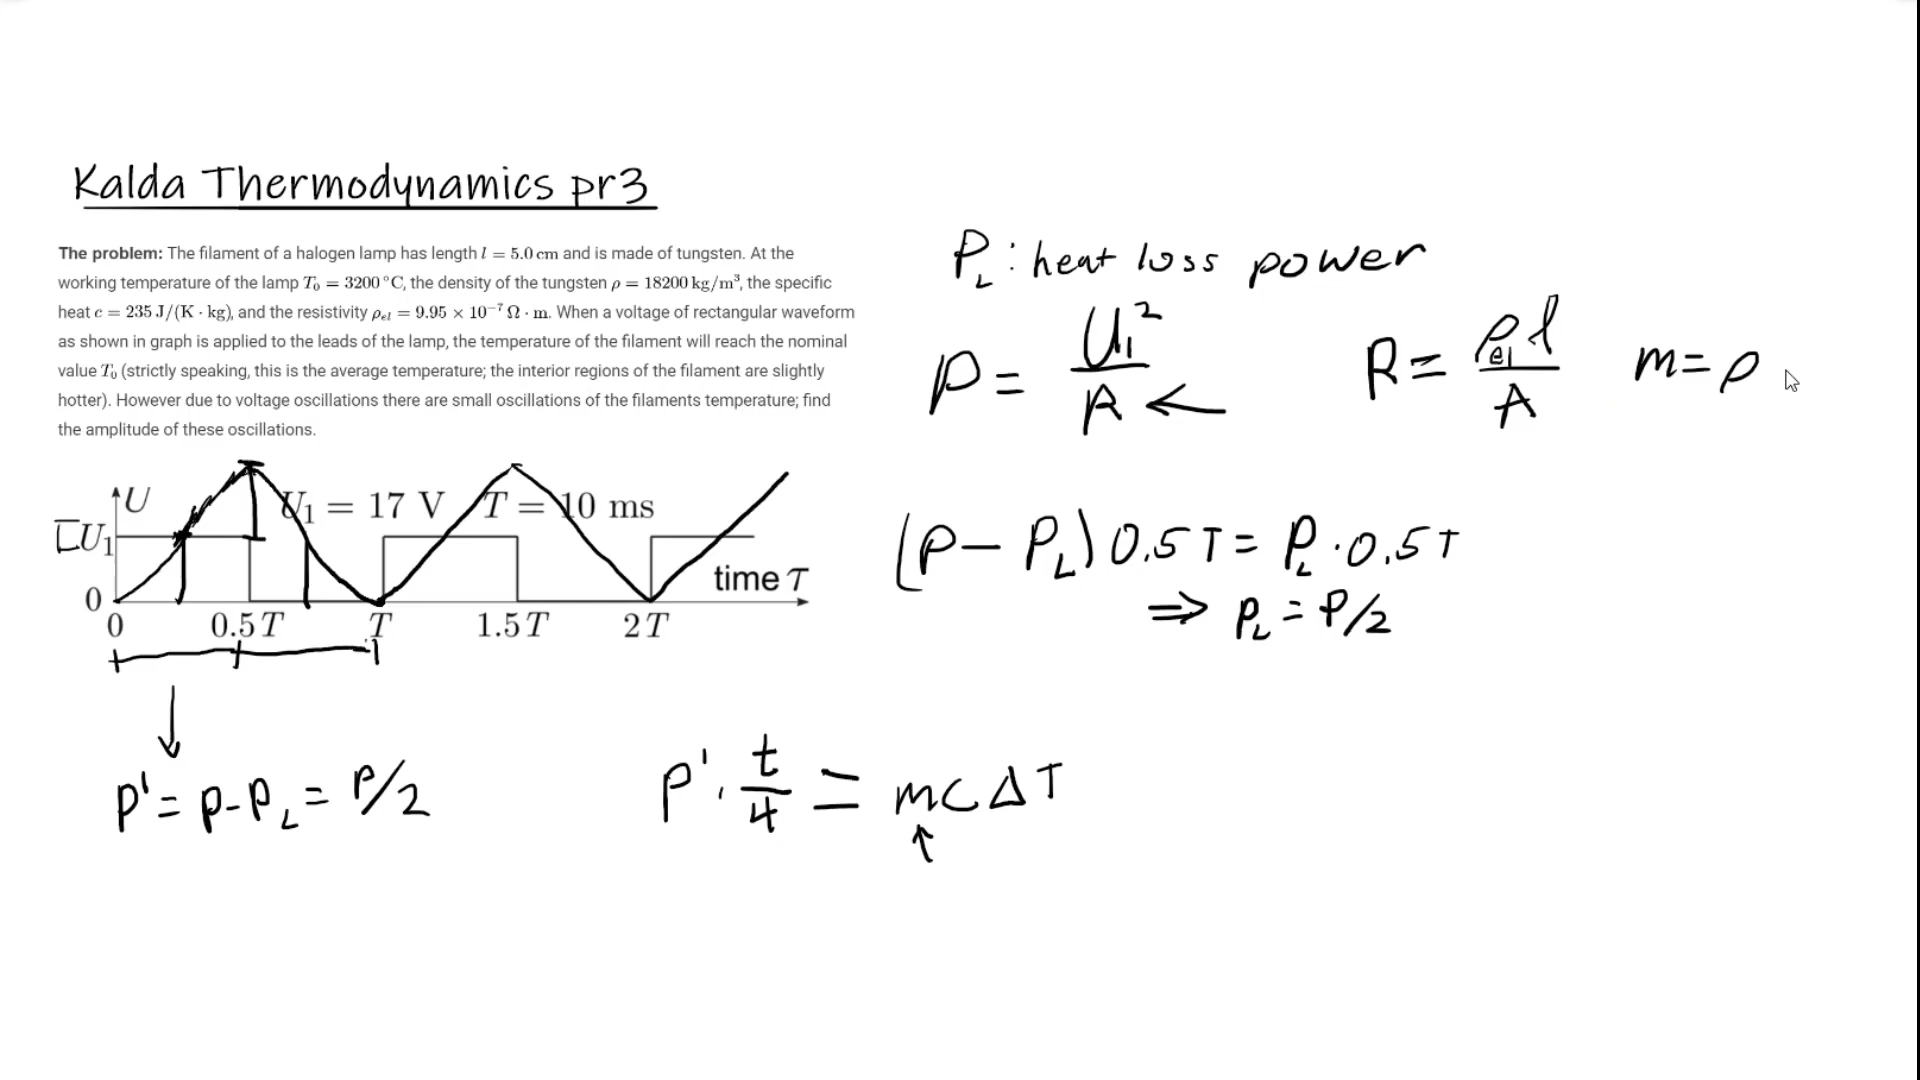 Kalda Thermodynamics pr3
The problem: The filament of a halogen lamp has length l = 5.0 cm and is made of tungsten. At the
working temperature of the lamp T₀ = 3200 °C, the density of the tungsten ρ = 18200 kg/m³, the specific
heat c = 235 J/(K · kg), and the resistivity ρₑₗ = 9.95 × 10⁻⁷ Ω · m. When a voltage of rectangular waveform
as shown in graph is applied to the leads of the lamp, the temperature of the filament will reach the nominal
value T₀ (strictly speaking, this is the average temperature; the interior regions of the filament are slightly
hotter). However due to voltage oscillations there are small oscillations of the filaments temperature; find
the amplitude of these oscillations.
U
U₁ = 17 V T = 10 ms
U₁
time T
0
0 0.5T T 1.5T 2T
P' = P - P_L = P/2
P_L : heat loss power
P = U₁²/R
R = ρₑₗ l/A
m = ρ
(P - P_L) 0.5T = P_L · 0.5T
⇒ P_L = P/2
P' · t/4 = mcΔT